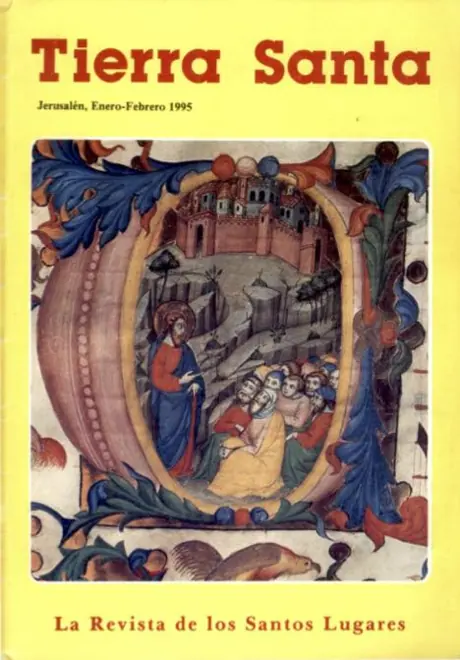 Tierra Santa
Jerusalén, Enero-Febrero 1995
La Revista de los Santos Lugares